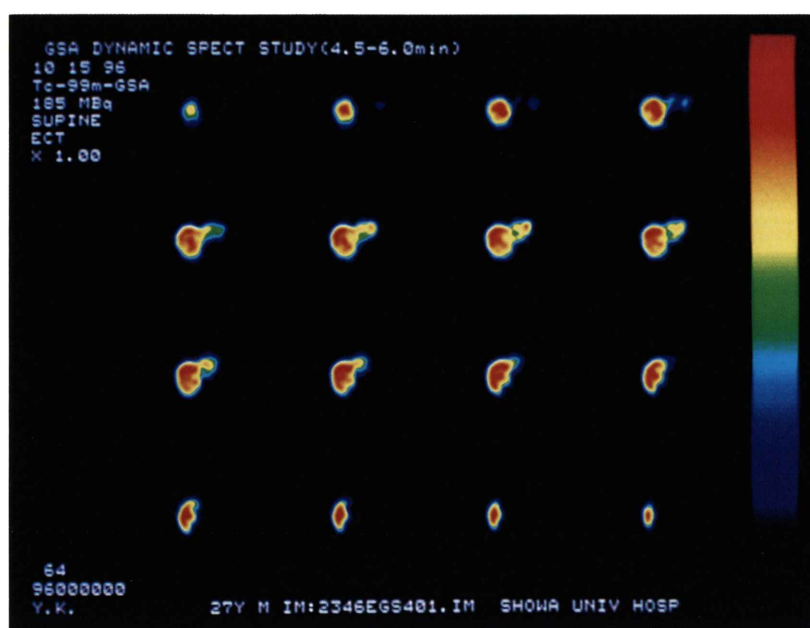 GSA DYNAMIC SPECT STUDY(4.5-6.0min)
10 15 96
Tc-99m-GSA
185 MBq
SUPINE
ECT
X 1.00
64
96000000
Y.K.
27Y M IM:2346EGS401.IM SHOWA UNIV HOSP